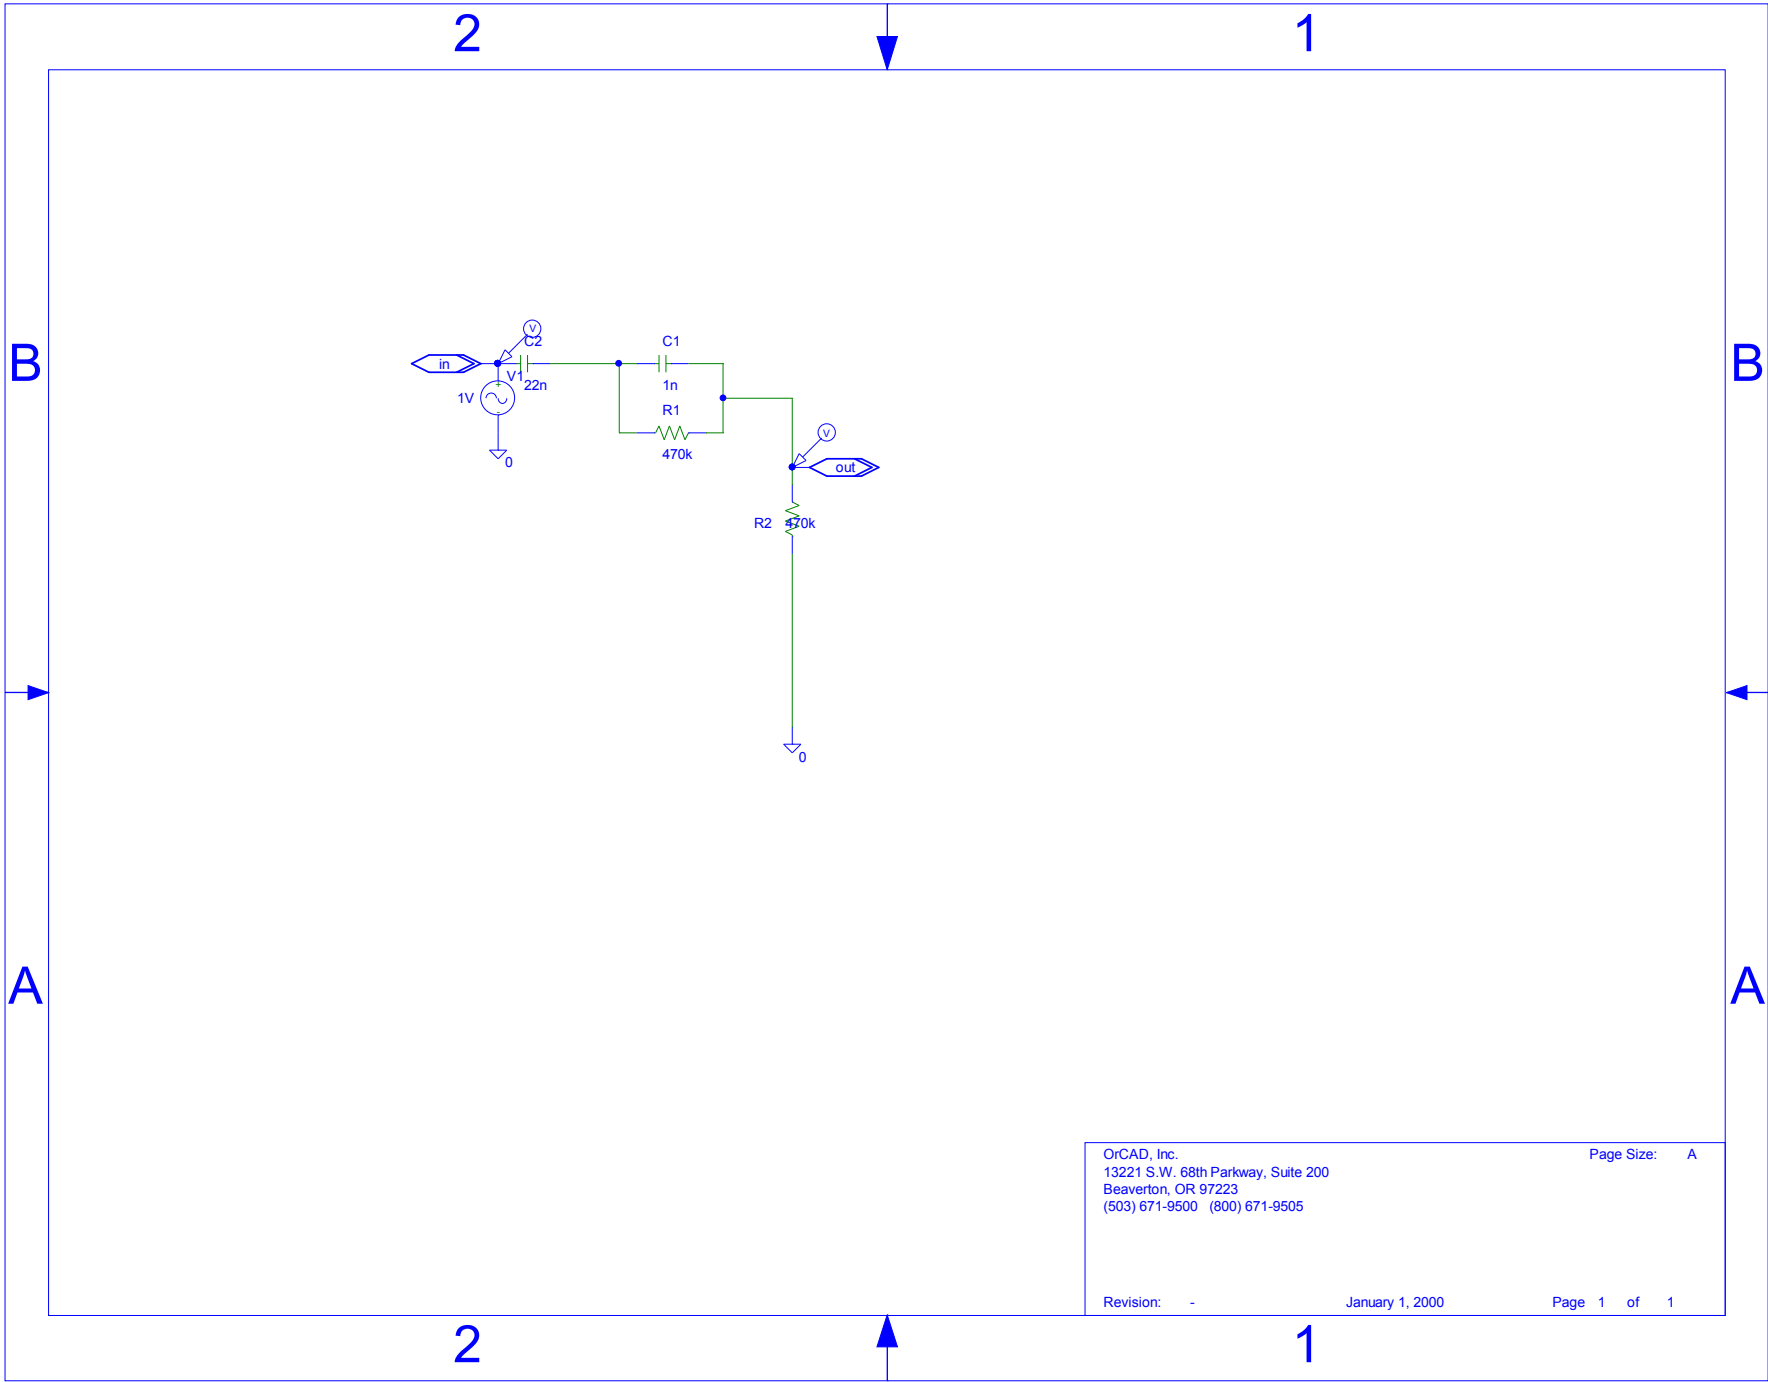 2 1
V
C2 C1
B in B
V1
22n 1n
1V
R1
V
470k
0
out
R2 470k
0
A A
OrCAD, Inc. Page Size: A
13221 S.W. 68th Parkway, Suite 200
Beaverton, OR 97223
(503) 671-9500 (800) 671-9505
Revision: - January 1, 2000 Page 1 of 1
2 1